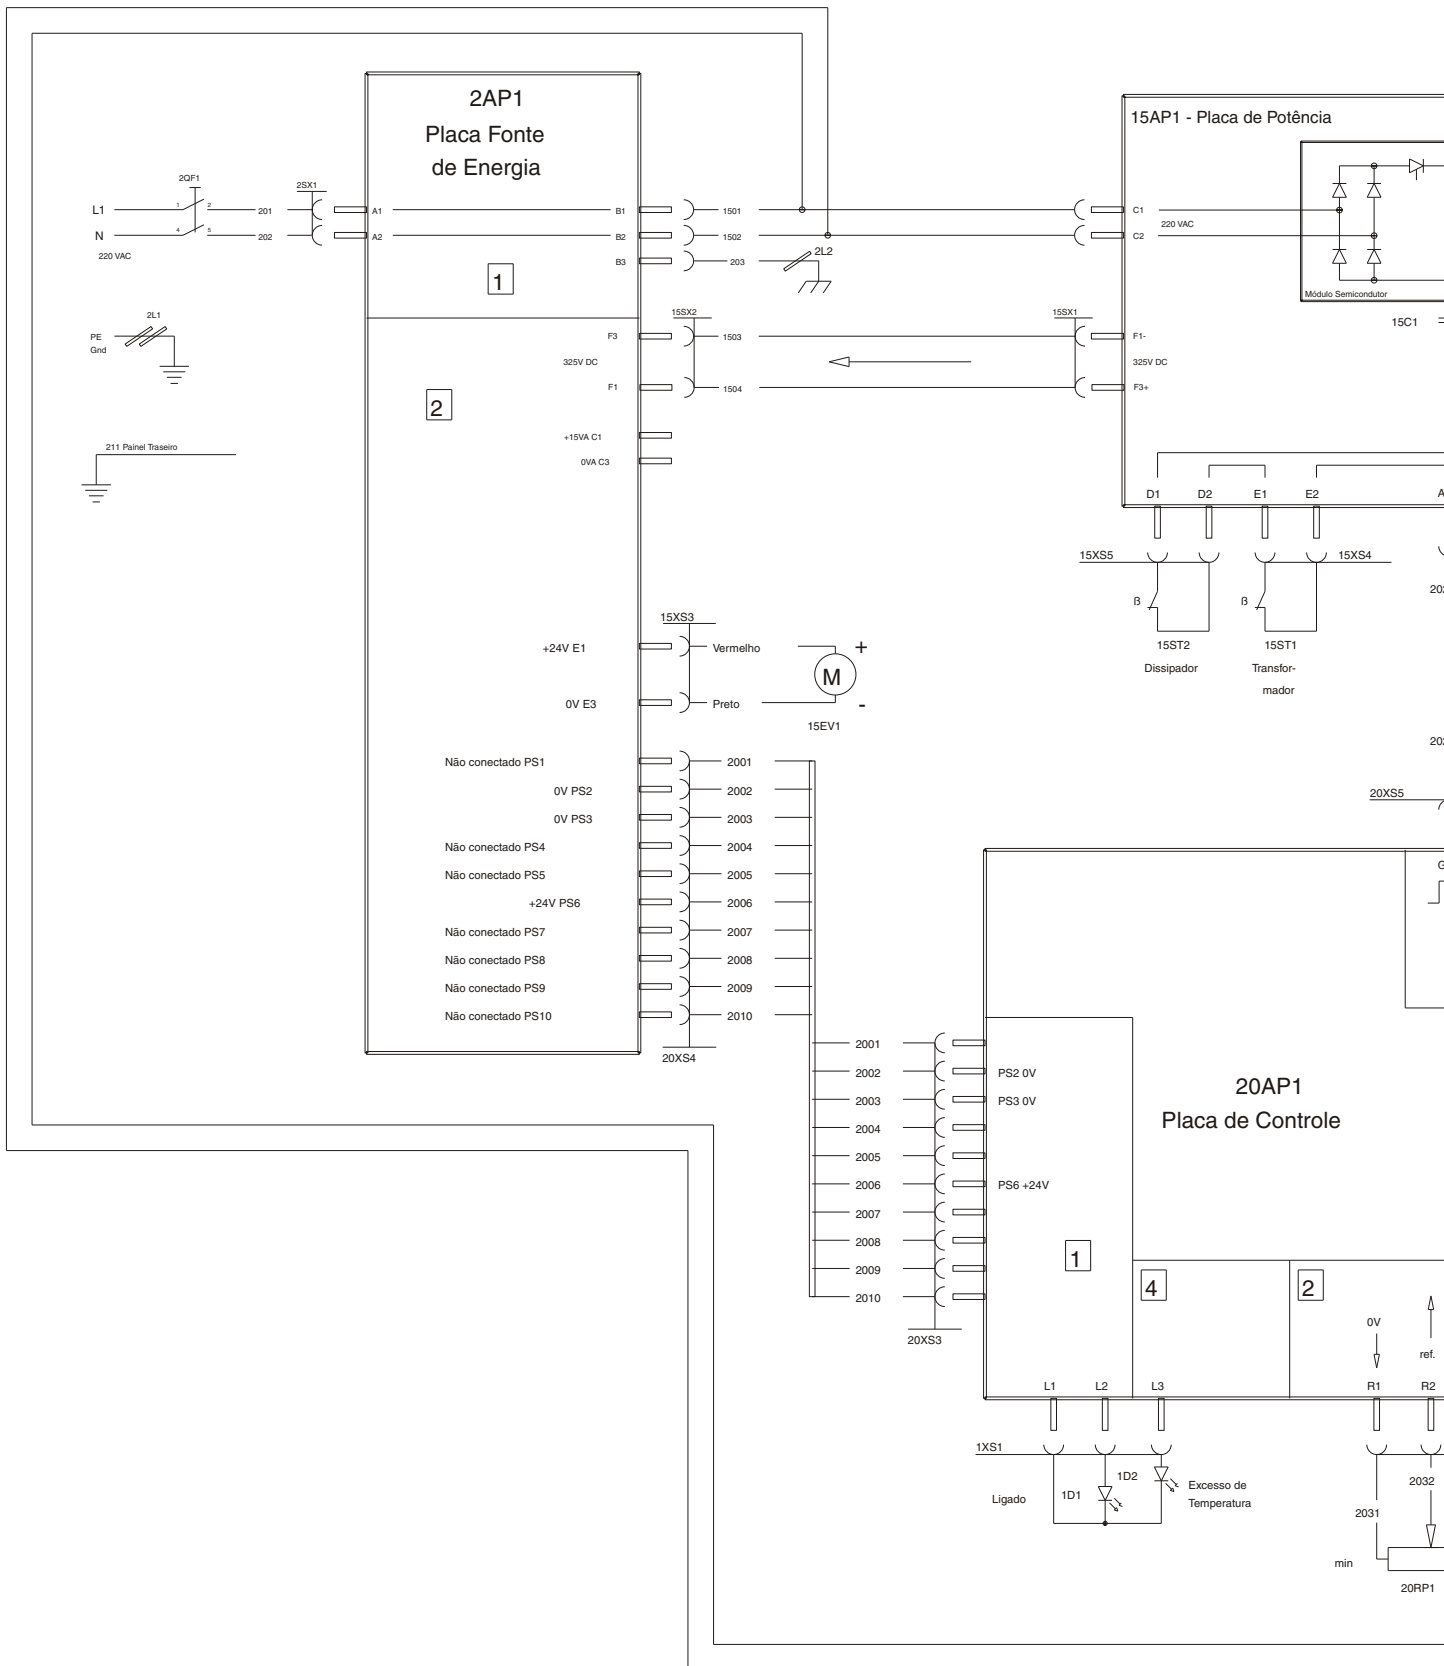 2AP1
Placa Fonte
de Energia
15AP1 - Placa de Potência
2QF1
2SX1
L1
1
2
201
A1
B1
1501
C1
N
4
5
202
A2
B2
1502
C2
220 VAC
220 VAC
B3
203
2L2
1
Módulo Semicondutor
15C1
2L1
PE
Gnd
15SX2
15SX1
F3
1503
F1-
325V DC
325V DC
F1
1504
F3+
2
+15VA C1
0VA C3
211 Painel Traseiro
D1
D2
E1
E2
A
15XS5
15XS4
ß
ß
15ST2
15ST1
Dissipador
Transfor-
mador
15XS3
+24V E1
Vermelho
+
M
0V E3
Preto
-
15EV1
Não conectado PS1
2001
0V PS2
2002
0V PS3
2003
Não conectado PS4
2004
Não conectado PS5
2005
+24V PS6
2006
Não conectado PS7
2007
Não conectado PS8
2008
Não conectado PS9
2009
Não conectado PS10
2010
20XS4
20XS5
20AP1
Placa de Controle
2001
2002
PS2 0V
2003
PS3 0V
2004
2005
2006
PS6 +24V
2007
2008
2009
2010
20XS3
1
4
2
0V
ref.
L1
L2
L3
R1
R2
1XS1
Ligado
1D1
1D2
Excesso de
Temperatura
2032
2031
min
20RP1